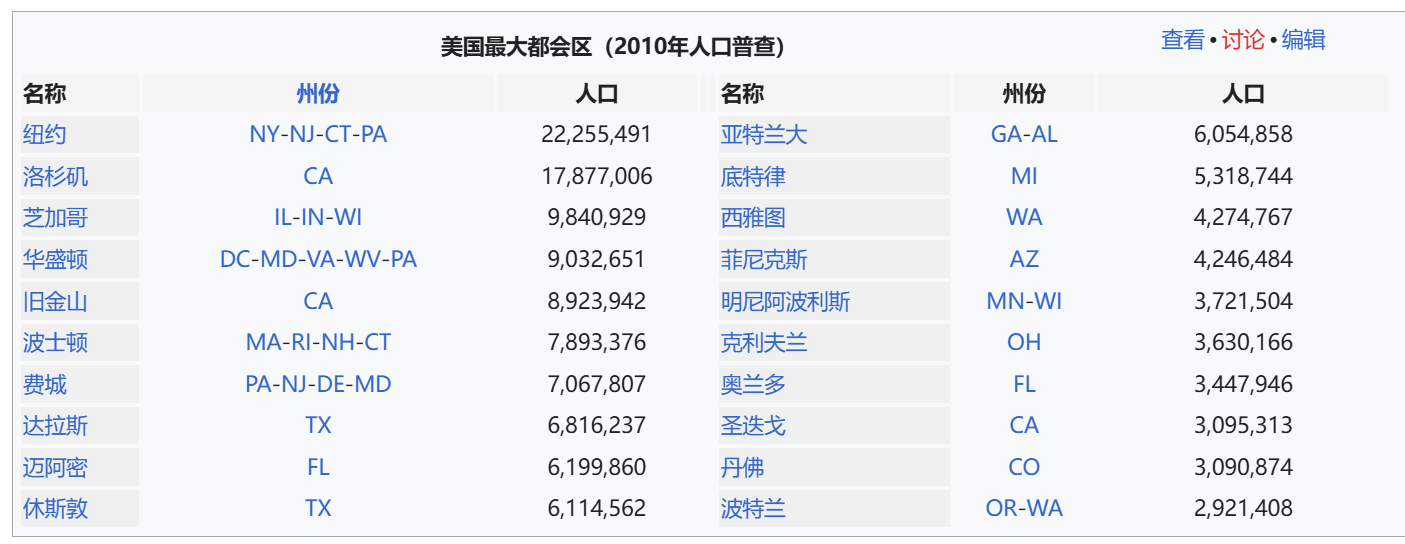 美国最大都会区（2010年人口普查） 查看•讨论•编辑
名称 州份 人口 名称 州份 人口
纽约 NY-NJ-CT-PA 22,255,491 亚特兰大 GA-AL 6,054,858
洛杉矶 CA 17,877,006 底特律 MI 5,318,744
芝加哥 IL-IN-WI 9,840,929 西雅图 WA 4,274,767
华盛顿 DC-MD-VA-WV-PA 9,032,651 菲尼克斯 AZ 4,246,484
旧金山 CA 8,923,942 明尼阿波利斯 MN-WI 3,721,504
波士顿 MA-RI-NH-CT 7,893,376 克利夫兰 OH 3,630,166
费城 PA-NJ-DE-MD 7,067,807 奥兰多 FL 3,447,946
达拉斯 TX 6,816,237 圣迭戈 CA 3,095,313
迈阿密 FL 6,199,860 丹佛 CO 3,090,874
休斯敦 TX 6,114,562 波特兰 OR-WA 2,921,408